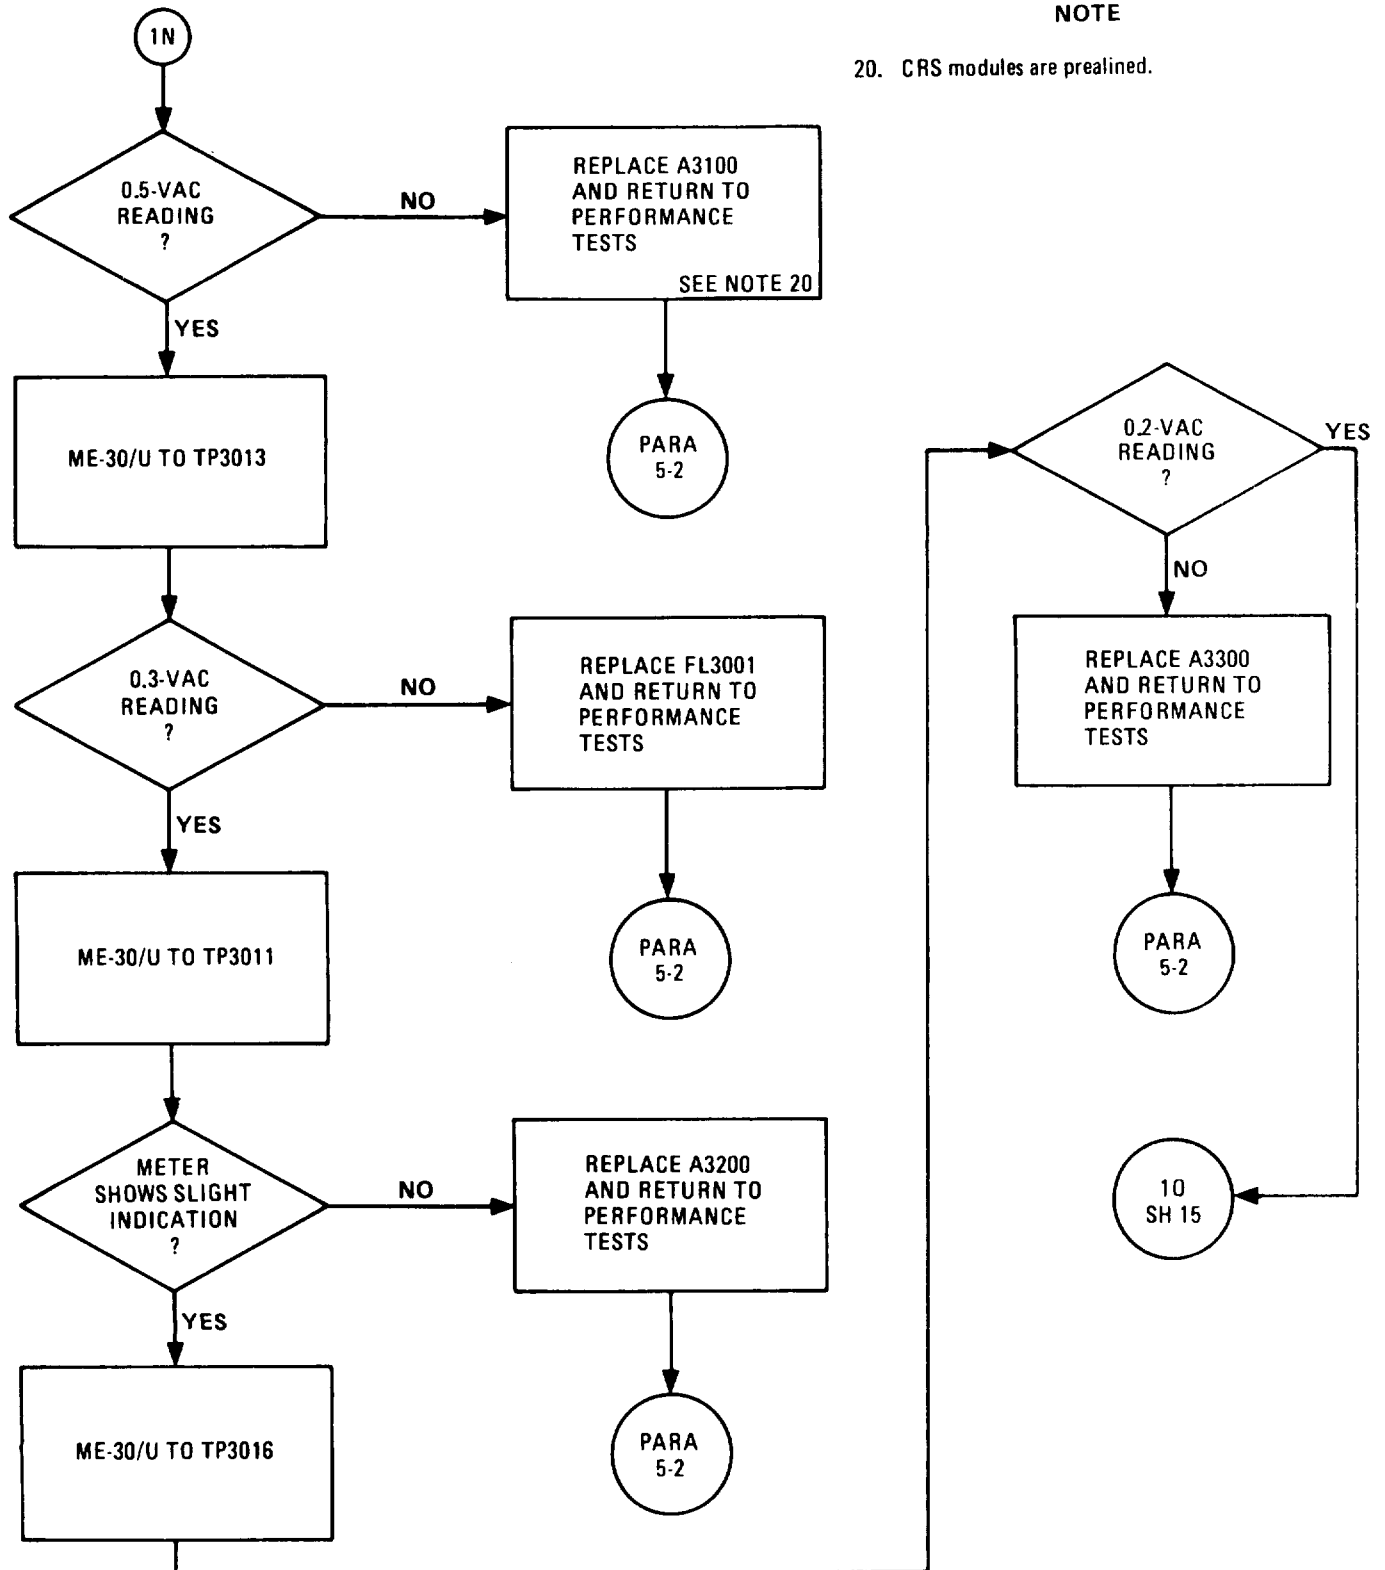 1N
NOTE
20. CRS modules are prealined.
0.5-VAC
READING
?
NO
REPLACE A3100
AND RETURN TO
PERFORMANCE
TESTS
SEE NOTE 20
YES
PARA
5-2
ME-30/U TO TP3013
0.3-VAC
READING
?
NO
REPLACE FL3001
AND RETURN TO
PERFORMANCE
TESTS
YES
PARA
5-2
ME-30/U TO TP3011
METER
SHOWS SLIGHT
INDICATION
?
NO
REPLACE A3200
AND RETURN TO
PERFORMANCE
TESTS
YES
PARA
5-2
ME-30/U TO TP3016
0.2-VAC
READING
?
YES
NO
REPLACE A3300
AND RETURN TO
PERFORMANCE
TESTS
PARA
5-2
10
SH 15